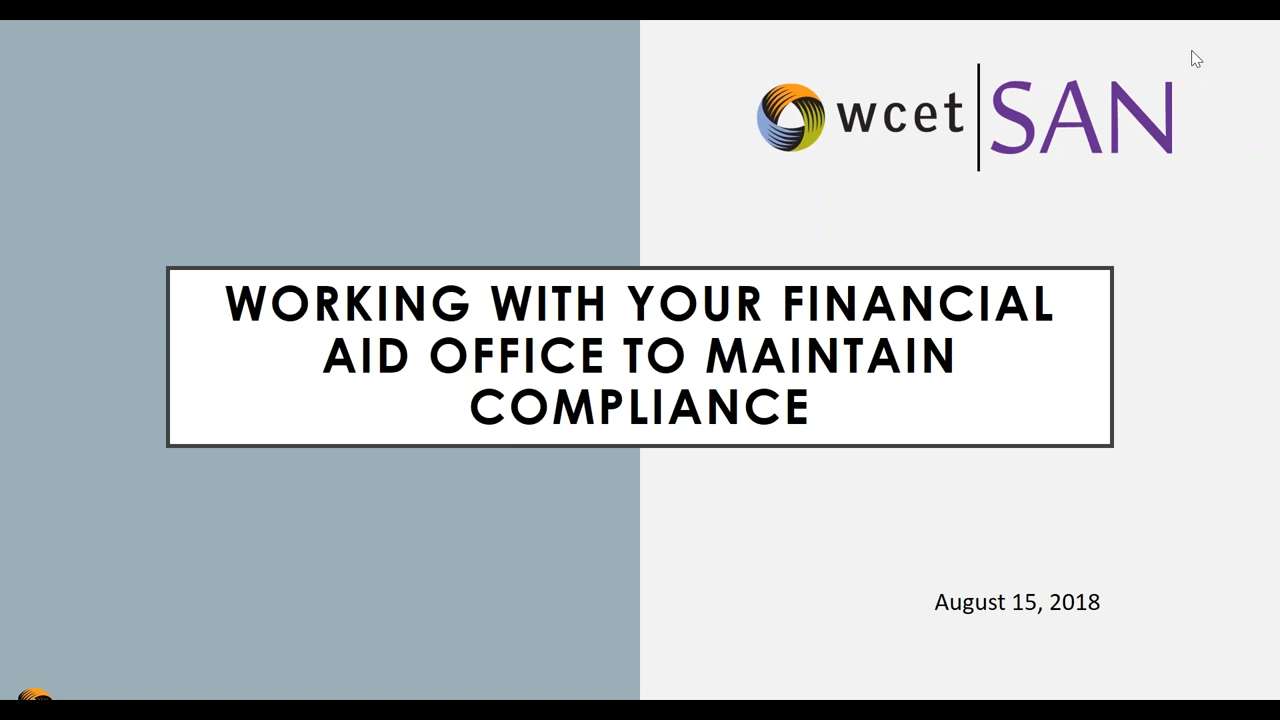 wcet SAN
WORKING WITH YOUR FINANCIAL
AID OFFICE TO MAINTAIN
COMPLIANCE
August 15, 2018